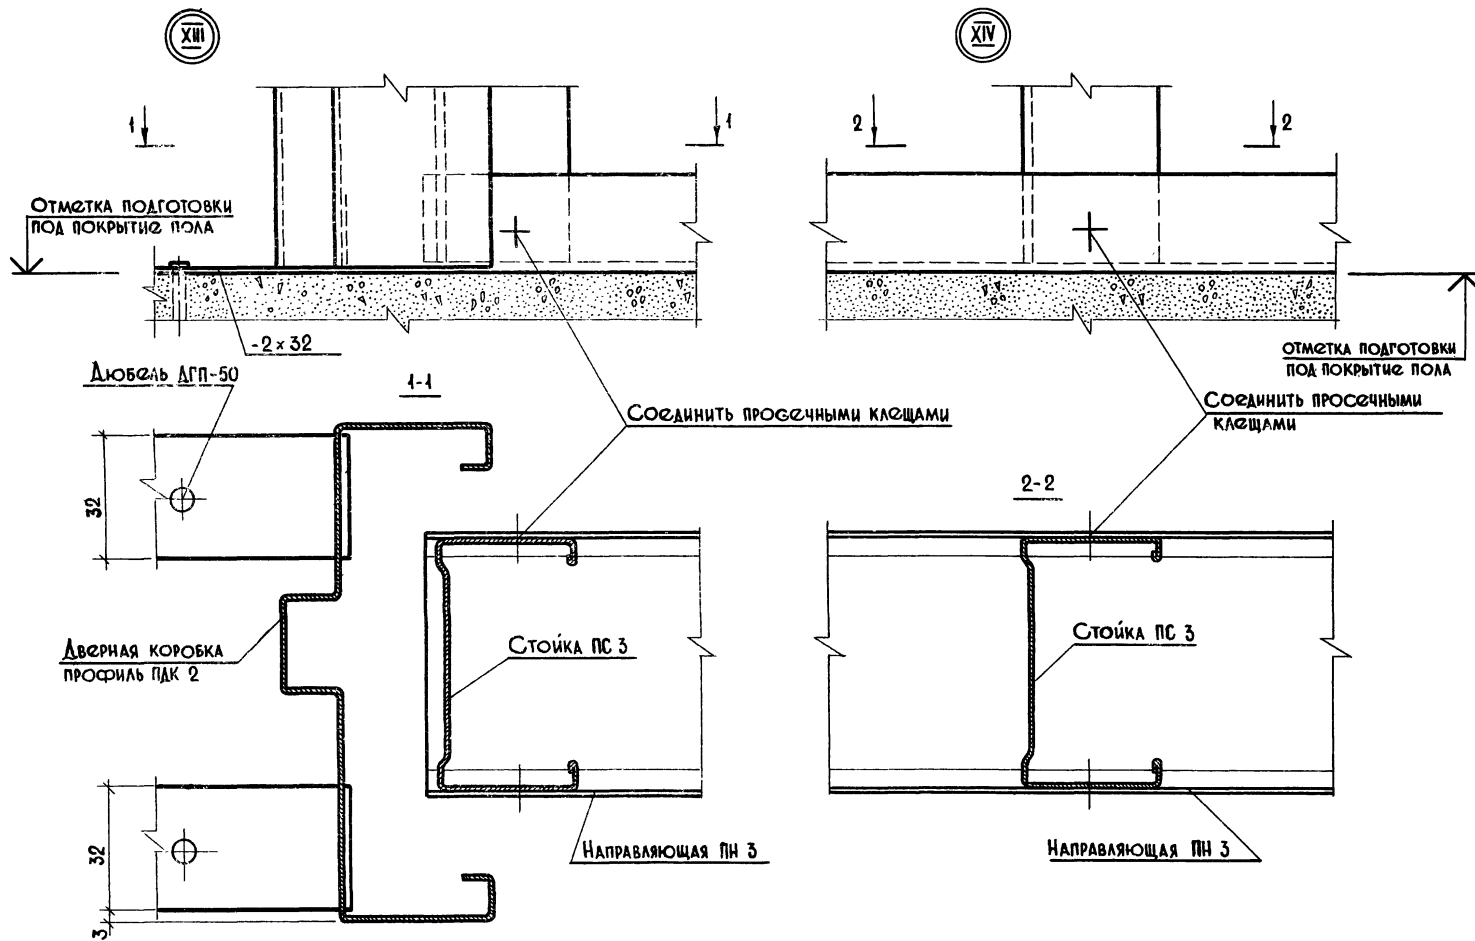 XIII
XIV
1
1
2
2
Отметка подготовки
под покрытие пола
-2×32
Дюбель ДГП-50
1-1
отметка подготовки
под покрытие пола
Соединить просечными клещами
Соединить просечными
клещами
32
2-2
Стойка ПС 3
Стойка ПС 3
Дверная коробка
профиль ПДК 2
32
3
Направляющая ПН 3
Направляющая ПН 3